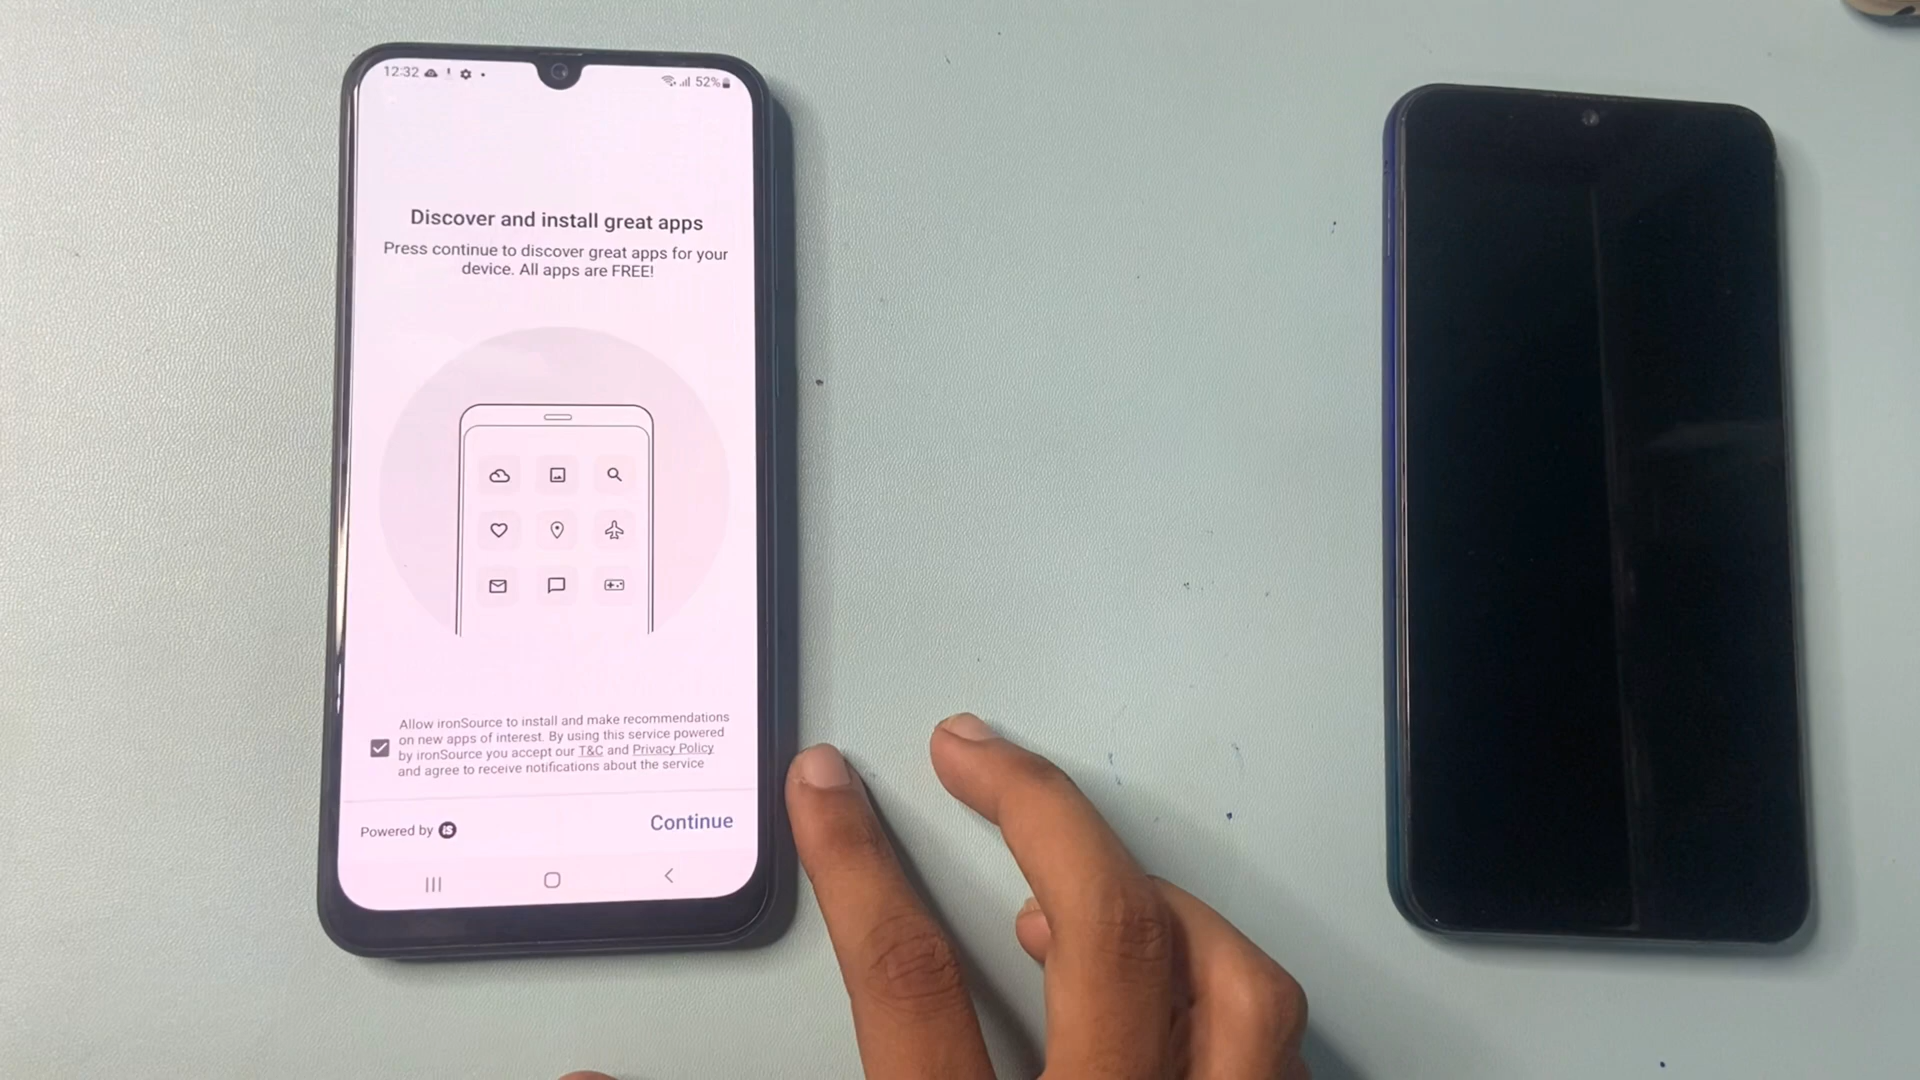 12:32
52%
Discover and install great apps
Press continue to discover great apps for your
device. All apps are FREE!
Allow ironSource to install and make recommendations
on new apps of interest. By using this service powered
by ironSource you accept our T&C and Privacy Policy
and agree to receive notifications about the service
Powered by iS
Continue